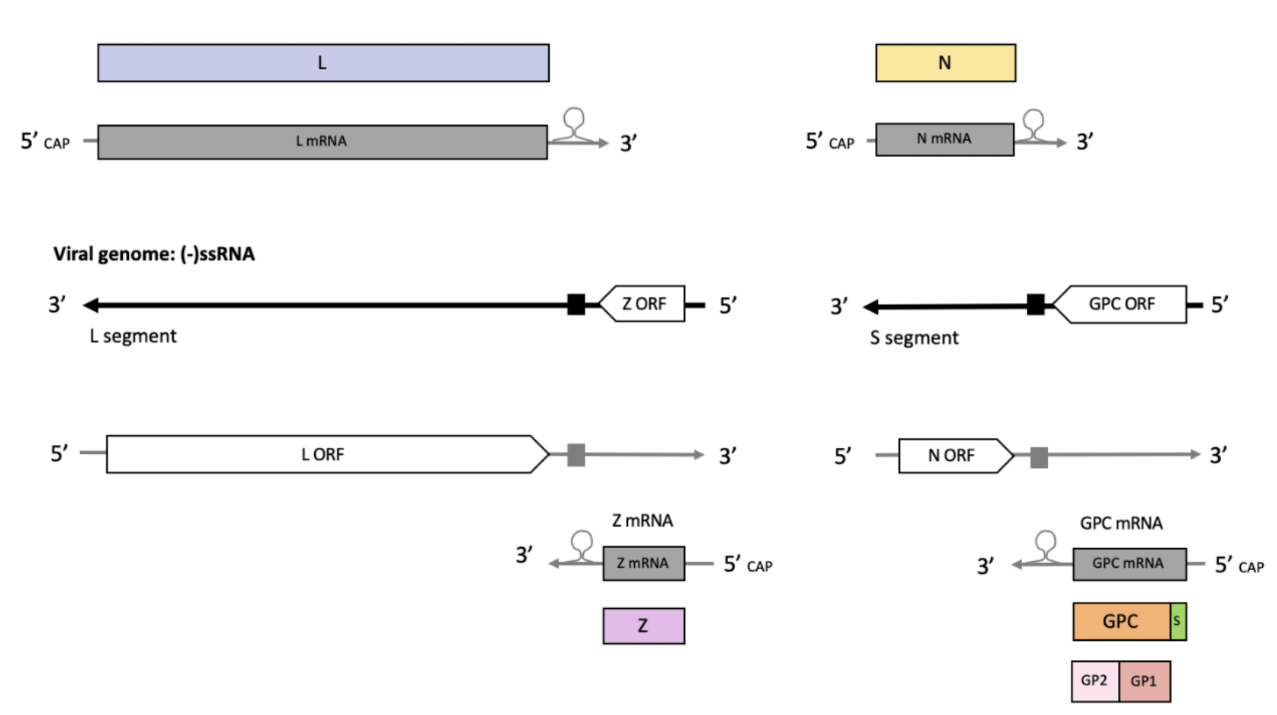 L
N
5’ CAP
L mRNA
3’
5’ CAP
N mRNA
3’
Viral genome: (-)ssRNA
3’
Z ORF
5’
L segment
3’
GPC ORF
5’
S segment
5’
L ORF
3’
5’
N ORF
3’
Z mRNA
3’
Z mRNA
5’ CAP
Z
GPC mRNA
3’
GPC mRNA
5’ CAP
GPC
S
GP2
GP1